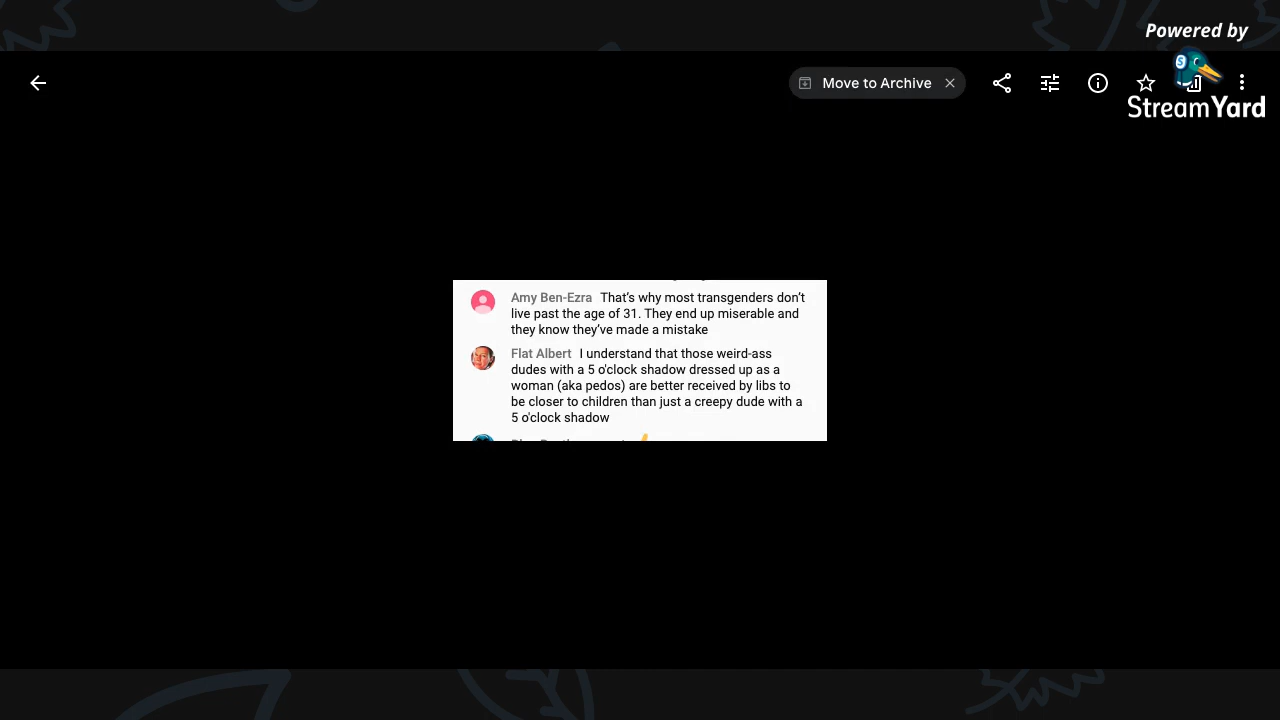 Powered by
Move to Archive
StreamYard
Amy Ben-Ezra That's why most transgenders don't
live past the age of 31. They end up miserable and
they know they've made a mistake
Flat Albert I understand that those weird-ass
dudes with a 5 o'clock shadow dressed up as a
woman (aka pedos) are better received by libs to
be closer to children than just a creepy dude with a
5 o'clock shadow